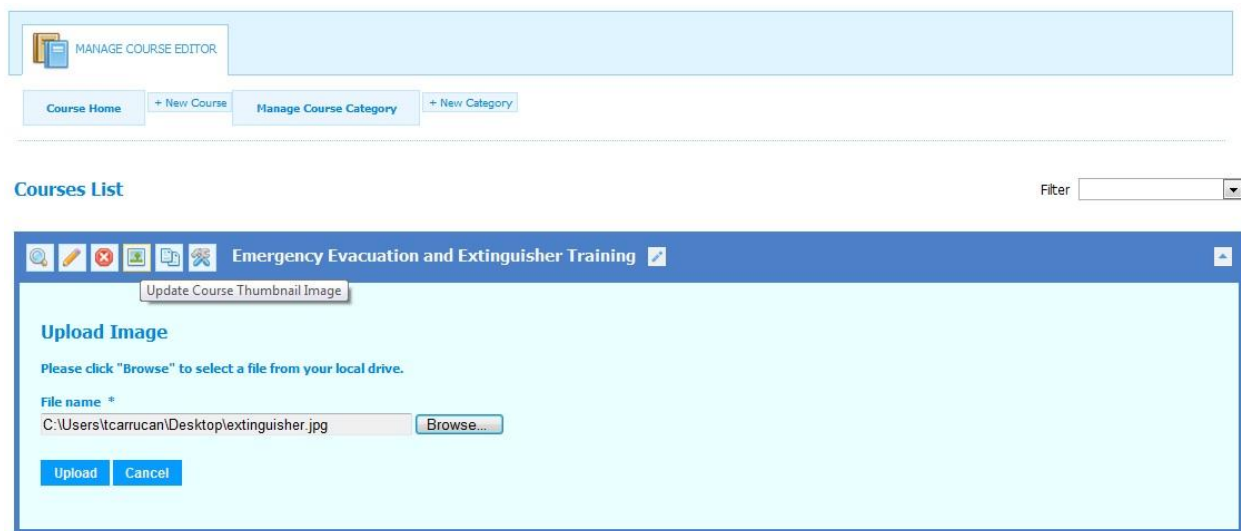 MANAGE COURSE EDITOR
Course Home + New Course Manage Course Category + New Category
Courses List Filter
Emergency Evacuation and Extinguisher Training
Update Course Thumbnail Image
Upload Image
Please click "Browse" to select a file from your local drive.
File name *
C:\Users\tcarrucan\Desktop\extinguisher.jpg Browse...
Upload Cancel